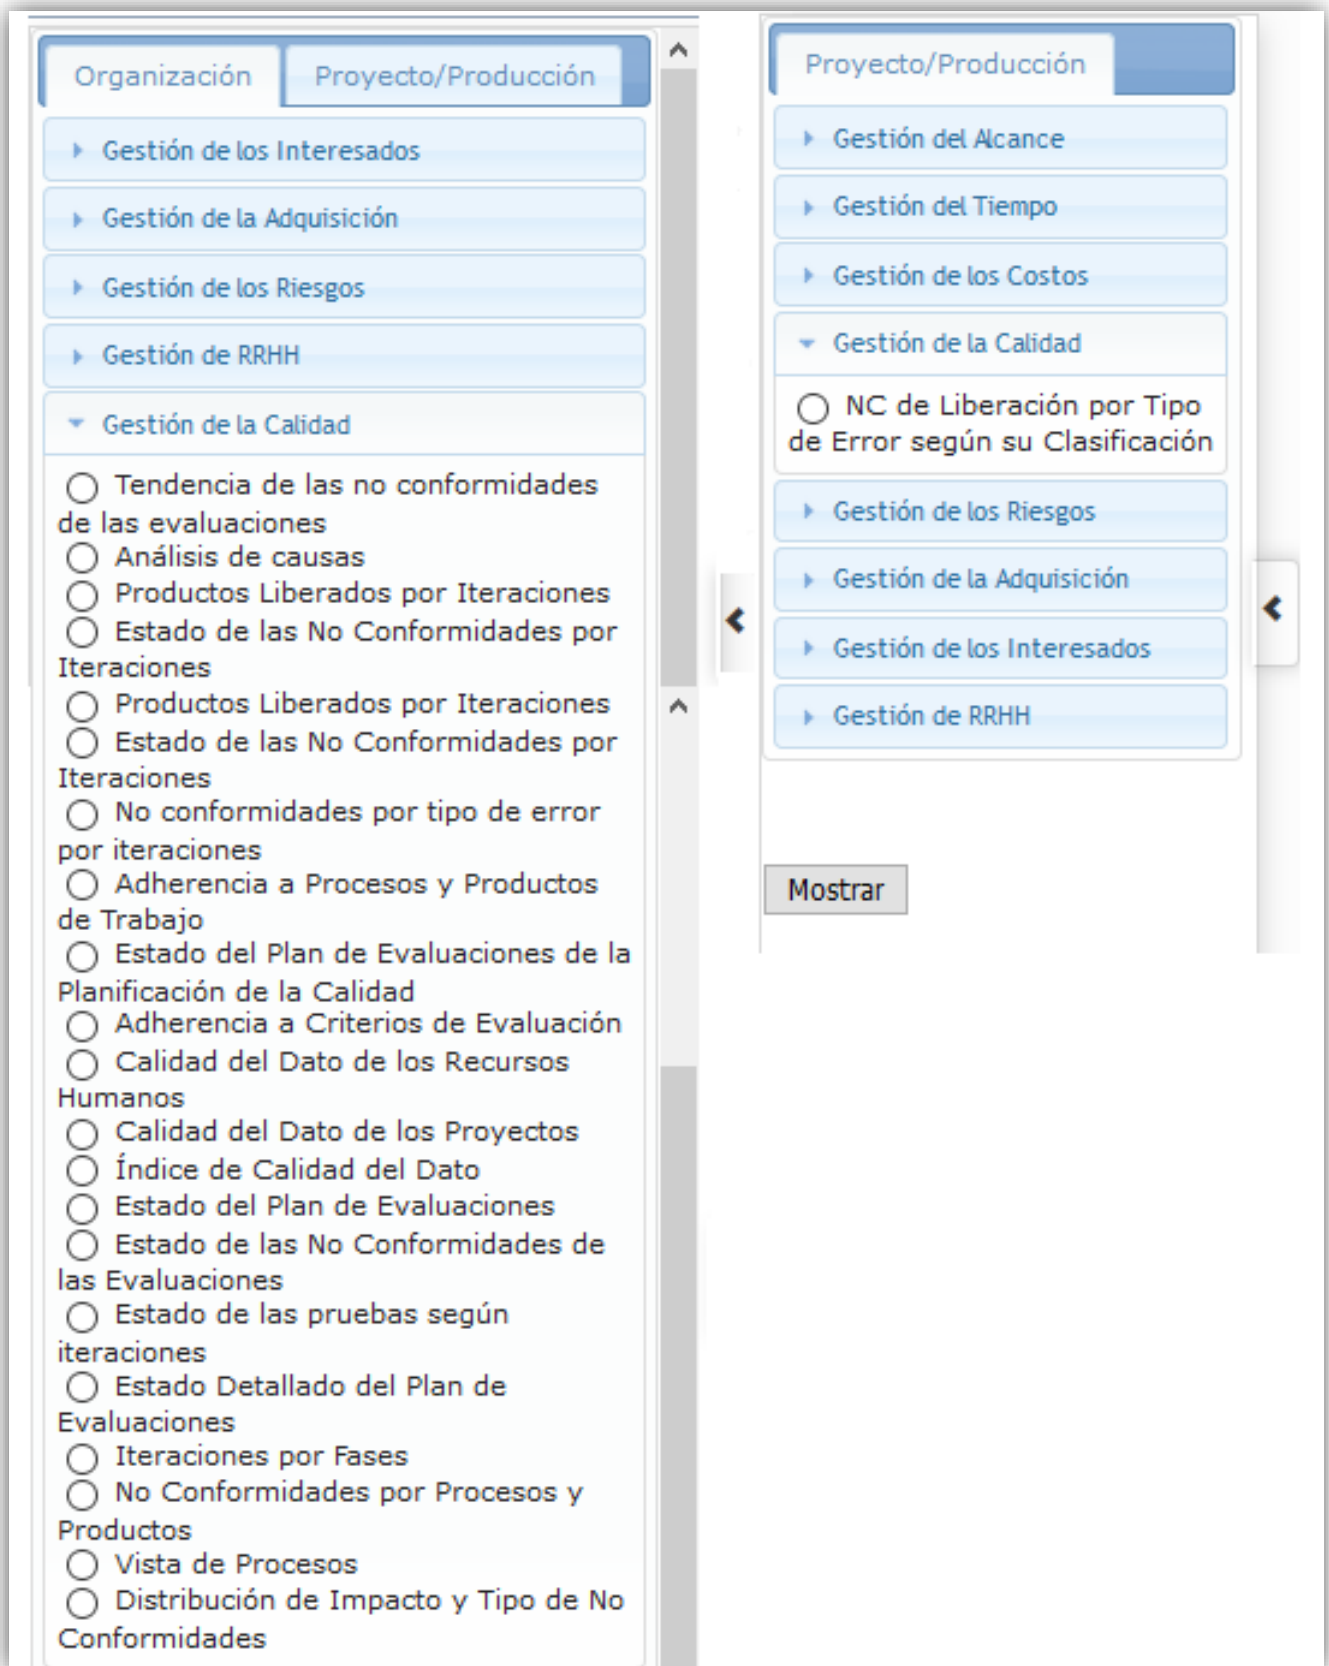 Organización
Proyecto/Producción
Gestión de los Interesados
Gestión de la Adquisición
Gestión de los Riesgos
Gestión de RRHH
Gestión de la Calidad
Tendencia de las no conformidades
de las evaluaciones
Análisis de causas
Productos Liberados por Iteraciones
Estado de las No Conformidades por
Iteraciones
Productos Liberados por Iteraciones
Estado de las No Conformidades por
Iteraciones
No conformidades por tipo de error
por iteraciones
Adherencia a Procesos y Productos
de Trabajo
Estado del Plan de Evaluaciones de la
Planificación de la Calidad
Adherencia a Criterios de Evaluación
Calidad del Dato de los Recursos
Humanos
Calidad del Dato de los Proyectos
Índice de Calidad del Dato
Estado del Plan de Evaluaciones
Estado de las No Conformidades de
las Evaluaciones
Estado de las pruebas según
iteraciones
Estado Detallado del Plan de
Evaluaciones
Iteraciones por Fases
No Conformidades por Procesos y
Productos
Vista de Procesos
Distribución de Impacto y Tipo de No
Conformidades
Proyecto/Producción
Gestión del Alcance
Gestión del Tiempo
Gestión de los Costos
Gestión de la Calidad
NC de Liberación por Tipo
de Error según su Clasificación
Gestión de los Riesgos
Gestión de la Adquisición
Gestión de los Interesados
Gestión de RRHH
Mostrar